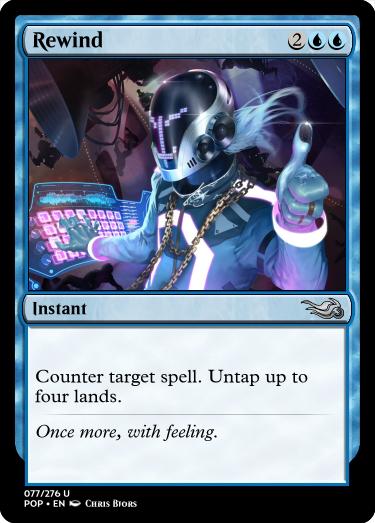 Rewind 2
Instant
Counter target spell. Untap up to
four lands.
Once more, with feeling.
077/276 U
POP • EN Chris Bjors